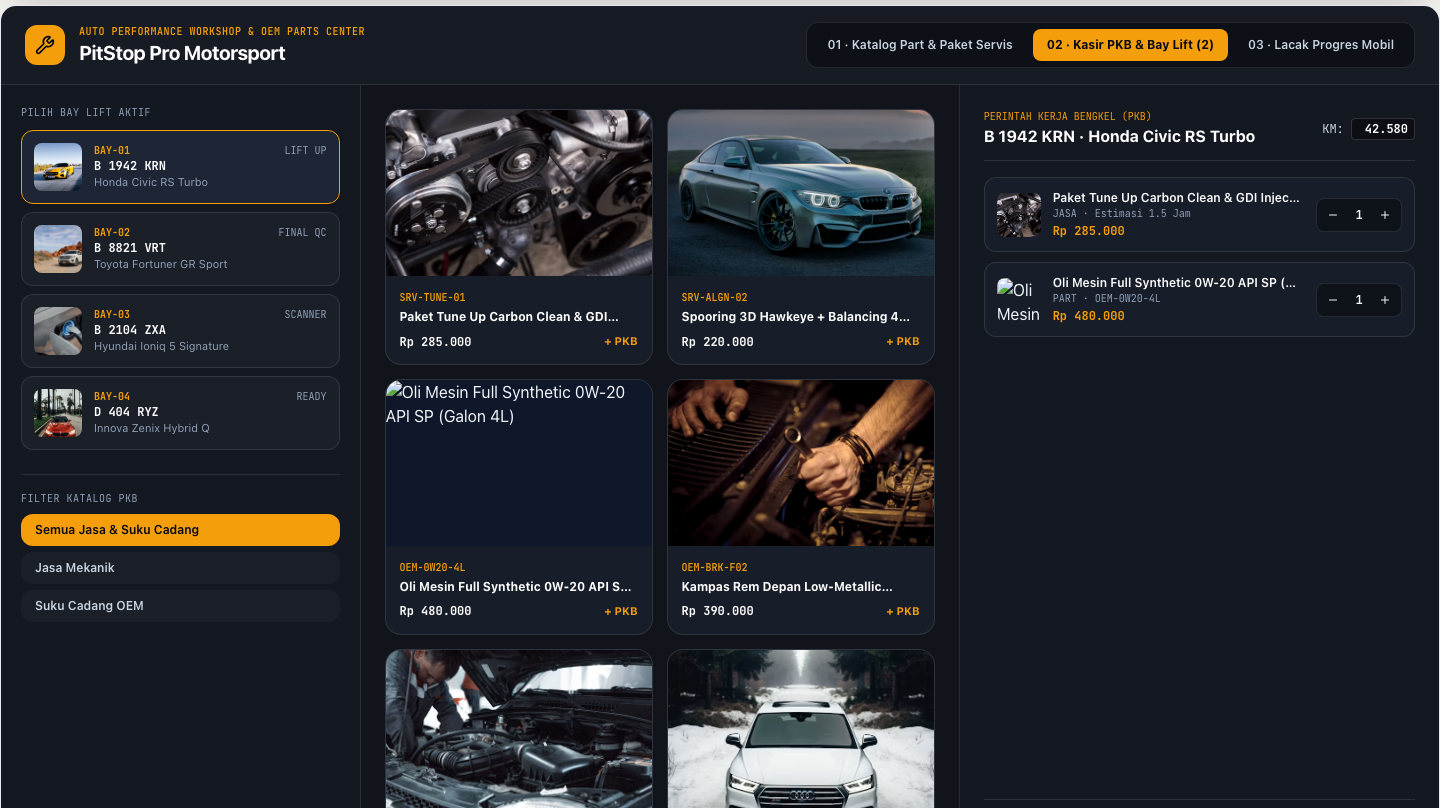 AUTO PERFORMANCE WORKSHOP & OEM PARTS CENTER
PitStop Pro Motorsport
01 · Katalog Part & Paket Servis
02 · Kasir PKB & Bay Lift (2)
03 · Lacak Progres Mobil
PILIH BAY LIFT AKTIF
BAY-01
LIFT UP
B 1942 KRN
Honda Civic RS Turbo
BAY-02
FINAL QC
B 8821 VRT
Toyota Fortuner GR Sport
BAY-03
SCANNER
B 2104 ZXA
Hyundai Ioniq 5 Signature
BAY-04
READY
D 404 RYZ
Innova Zenix Hybrid Q
FILTER KATALOG PKB
Semua Jasa & Suku Cadang
Jasa Mekanik
Suku Cadang OEM
SRV-TUNE-01
Paket Tune Up Carbon Clean & GDI...
Rp 285.000
+ PKB
SRV-ALGN-02
Spooring 3D Hawkeye + Balancing 4...
Rp 220.000
+ PKB
Oli Mesin Full Synthetic 0W-20
API SP (Galon 4L)
OEM-0W20-4L
Oli Mesin Full Synthetic 0W-20 API S...
Rp 480.000
+ PKB
OEM-BRK-F02
Kampas Rem Depan Low-Metallic...
Rp 390.000
+ PKB
PERINTAH KERJA BENGKEL (PKB)
B 1942 KRN · Honda Civic RS Turbo
KM: 42.580
Paket Tune Up Carbon Clean & GDI Injec...
JASA · Estimasi 1.5 Jam
Rp 285.000
− 1 +
Oli
Mesin
Oli Mesin Full Synthetic 0W-20 API SP (...
PART · OEM-0W20-4L
Rp 480.000
− 1 +